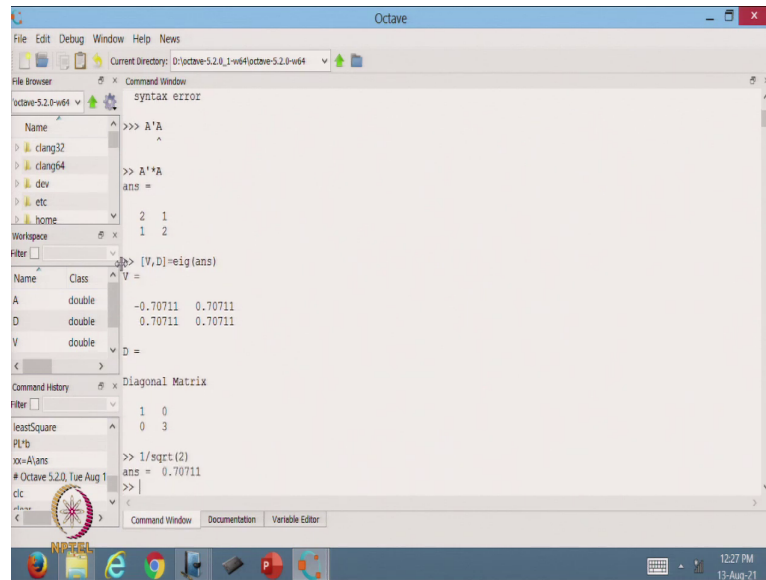 Octave
File Edit Debug Window Help News
Current Directory: D:\octave-5.2.0_1-w64\octave-5.2.0-w64
File Browser
Command Window
octave-5.2.0-w64
Name
clang32
clang64
dev
etc
home
Workspace
Filter
Name Class
A double
D double
V double
Command History
Filter
leastSquare
PL*b
xx=A\ans
# Octave 5.2.0, Tue Aug 1
clc
clear
syntax error
>>> A'A
^
>> A'*A
ans =
2 1
1 2
>> [V,D]=eig(ans)
V =
-0.70711 0.70711
0.70711 0.70711
D =
Diagonal Matrix
1 0
0 3
>> 1/sqrt(2)
ans = 0.70711
>>
Command Window Documentation Variable Editor
NPTEL
12:27 PM
13-Aug-21